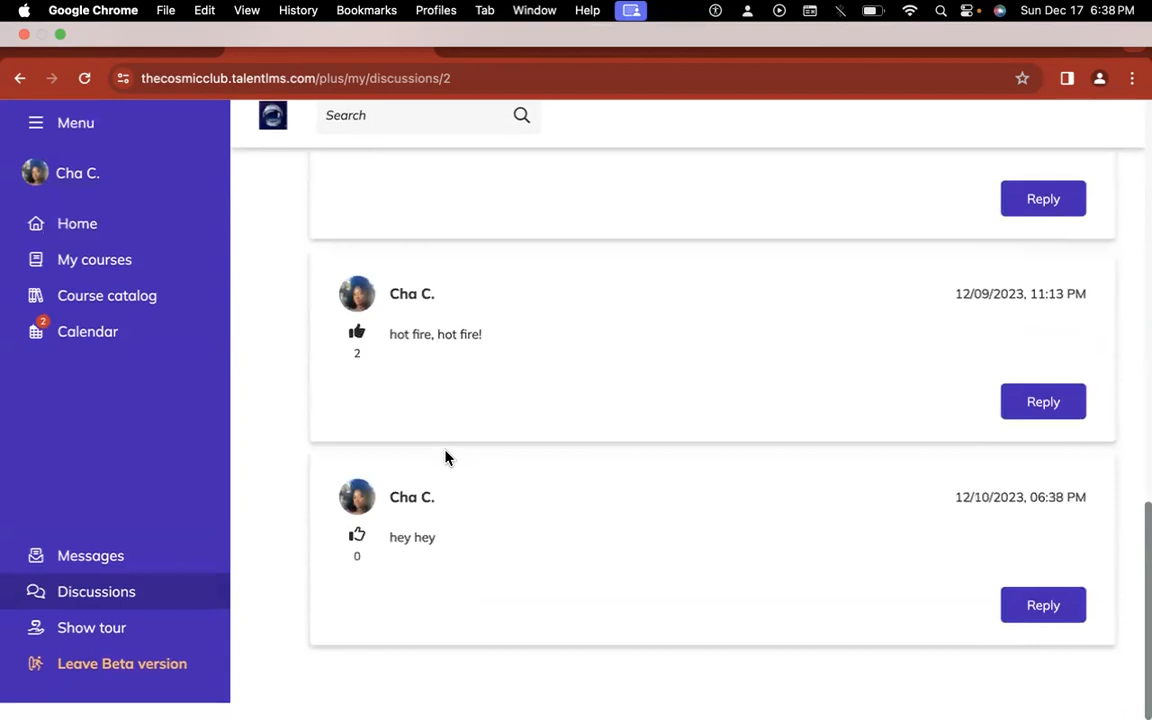 Google Chrome File Edit View History Bookmarks Profiles Tab Window Help Sun Dec 17 6:38 PM
thecosmicclub.talentlms.com/plus/my/discussions/2
Menu
Search
Cha C.
Home
My courses
Course catalog
2
Calendar
Messages
Discussions
Show tour
Leave Beta version
Reply
Cha C. 12/09/2023, 11:13 PM
hot fire, hot fire!
2
Reply
Cha C. 12/10/2023, 06:38 PM
hey hey
0
Reply